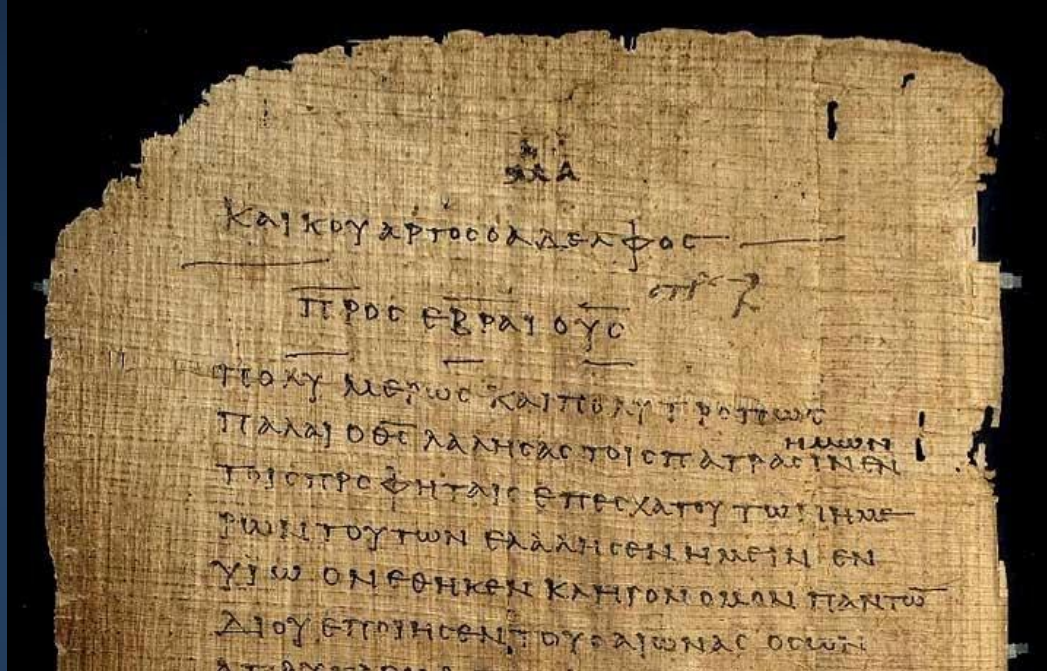 ΚΑΙ ΚΟΥΑΡΤΟϹ Ο ΑΔΕΛΦΟϹ
ΠΡΟϹ ΕΒΡΑΙΟΥϹ
ΠΟΛΥΜΕΡΩϹ ΚΑΙ ΠΟΛΥΤΡΟΠΩϹ
ΗΜΩΝ
ΠΑΛΑΙ Ο Θ̅Ϲ̅ ΛΑΛΗϹΑϹ ΤΟΙϹ ΠΑΤΡΑϹΙΝ ΕΝ
ΤΟΙϹ ΠΡΟΦΗΤΑΙϹ ΕΠ ΕϹΧΑΤΟΥ ΤΩΝ ΗΜΕ
ΡΩΝ ΤΟΥΤΩΝ ΕΛΑΛΗϹΕΝ ΗΜΕΙΝ ΕΝ
ΥΙΩ ΟΝ ΕΘΗΚΕΝ ΚΛΗΡΟΝΟΜΟΝ ΠΑΝΤΩ̅
ΔΙ ΟΥ ΕΠΟΙΗϹΕΝ ΤΟΥϹ ΑΙΩΝΑϹ ΟϹ ΩΝ